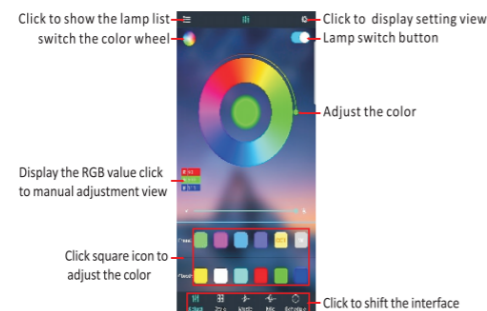 Click to show the lamp list
switch the color wheel
Click to display setting view
Lamp switch button
Adjust the color
Display the RGB value click
to manual adjustment view
Click square icon to
adjust the color
Click to shift the interface